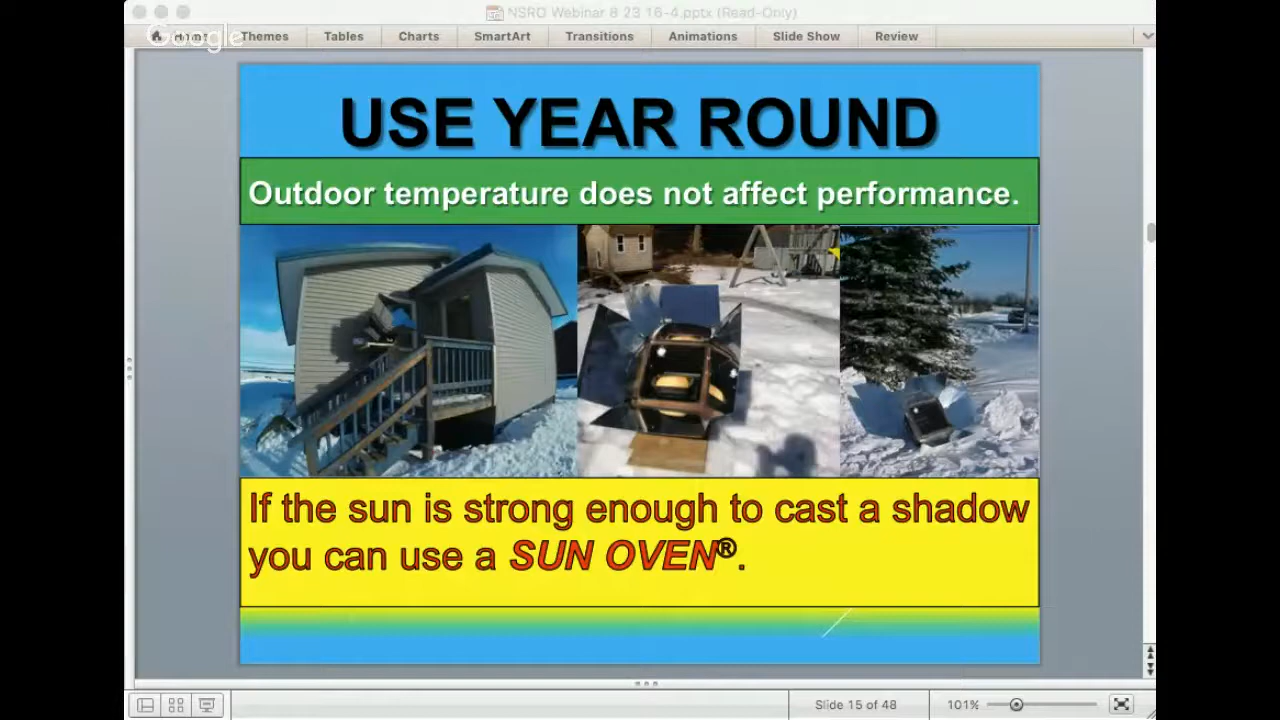 NSRO Webinar 8 23 16-4.pptx (Read-Only)
Google
Home Themes Tables Charts SmartArt Transitions Animations Slide Show Review
USE YEAR ROUND
Outdoor temperature does not affect performance.
If the sun is strong enough to cast a shadow
you can use a SUN OVEN®.
Slide 15 of 48 101%